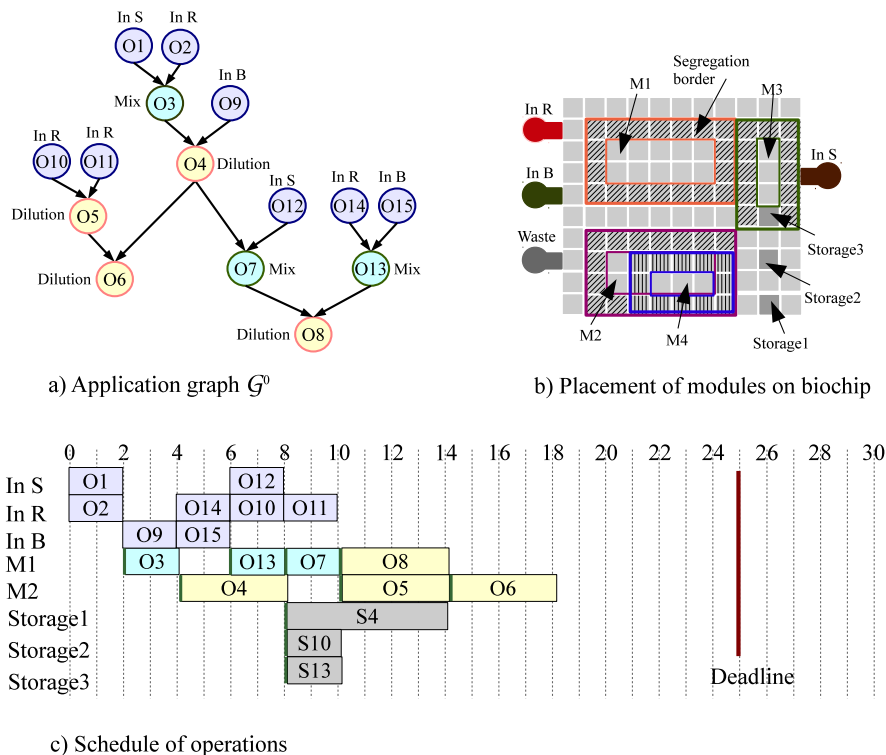 In S
In R
O1
O2
In B
Mix
O3
O9
In R
In R
O10
O11
O4
Dilution
In S
In R
In B
Dilution
O5
O12
O14
O15
Dilution
O6
O7
Mix
O13
Mix
Dilution
O8
a) Application graph G⁰
Segregation
border
M1
M3
In R
In B
In S
Waste
Storage3
Storage2
M2
M4
Storage1
b) Placement of modules on biochip
0 2 4 6 8 10 12 14 16 18 20 22 24 26 28 30
In S O1 O12
In R O2 O14 O10 O11
In B O9 O15
M1 O3 O13 O7 O8
M2 O4 O5 O6
Storage1 S4
Storage2 S10
Storage3 S13
Deadline
c) Schedule of operations